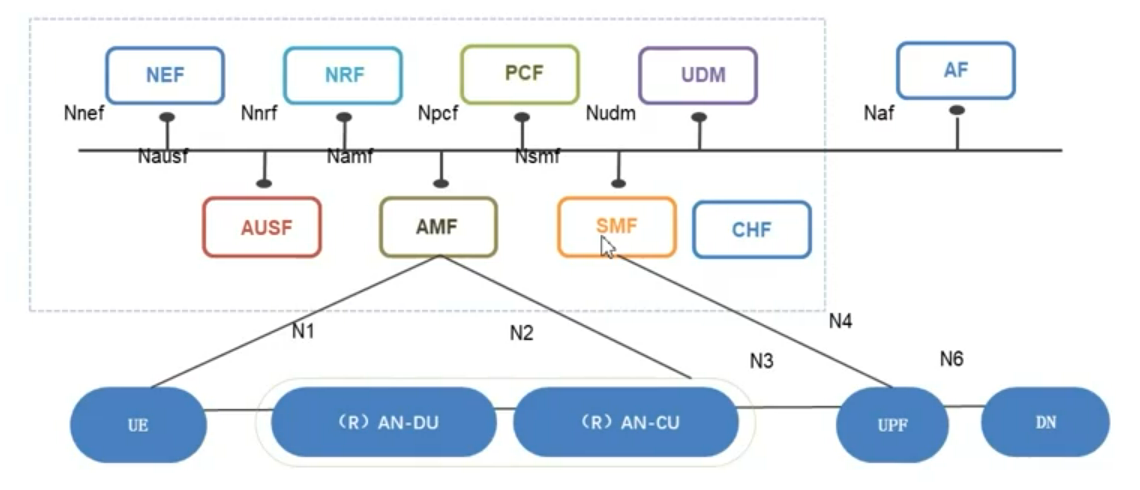 NEF
NRF
PCF
UDM
AF
Nnef
Nnrf
Npcf
Nudm
Naf
Nausf
Namf
Nsmf
AUSF
AMF
SMF
CHF
N1
N2
N4
N3
N6
UE
(R) AN-DU
(R) AN-CU
UPF
DN